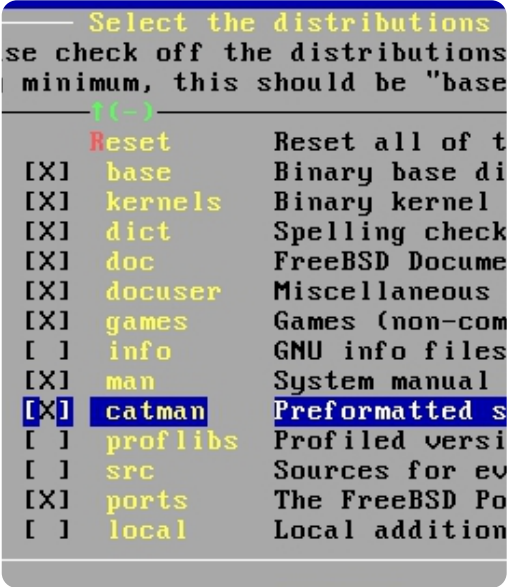 Select the distributions
se check off the distributions
minimum, this should be "base
↑(-)
Reset Reset all of t
[X] base Binary base di
[X] kernels Binary kernel
[X] dict Spelling check
[X] doc FreeBSD Docume
[X] docuser Miscellaneous
[X] games Games (non-com
[ ] info GNU info files
[X] man System manual
[X] catman Preformatted s
[ ] proflibs Profiled versi
[ ] src Sources for ev
[X] ports The FreeBSD Po
[ ] local Local addition